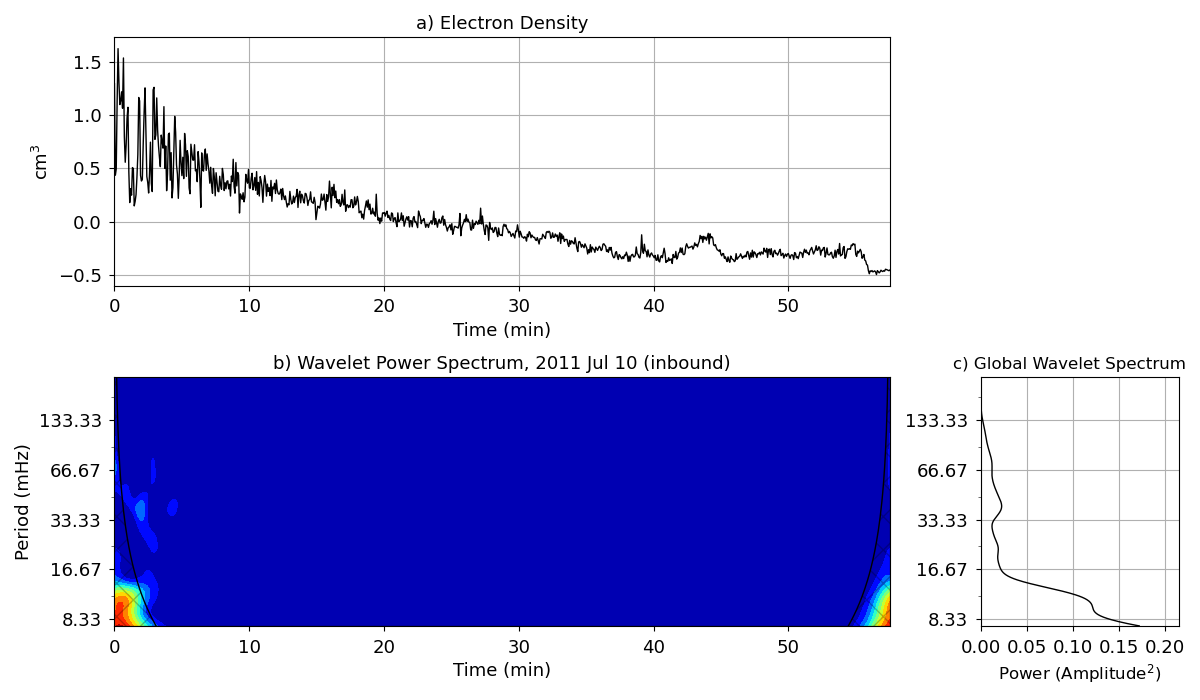 a) Electron Density
1.5
1.0
0.5
0.0
−0.5
cm³
0 10 20 30 40 50
Time (min)
b) Wavelet Power Spectrum, 2011 Jul 10 (inbound)
133.33
66.67
33.33
16.67
8.33
Period (mHz)
0 10 20 30 40 50
Time (min)
c) Global Wavelet Spectrum
133.33
66.67
33.33
16.67
8.33
0.00 0.05 0.10 0.15 0.20
Power (Amplitude²)